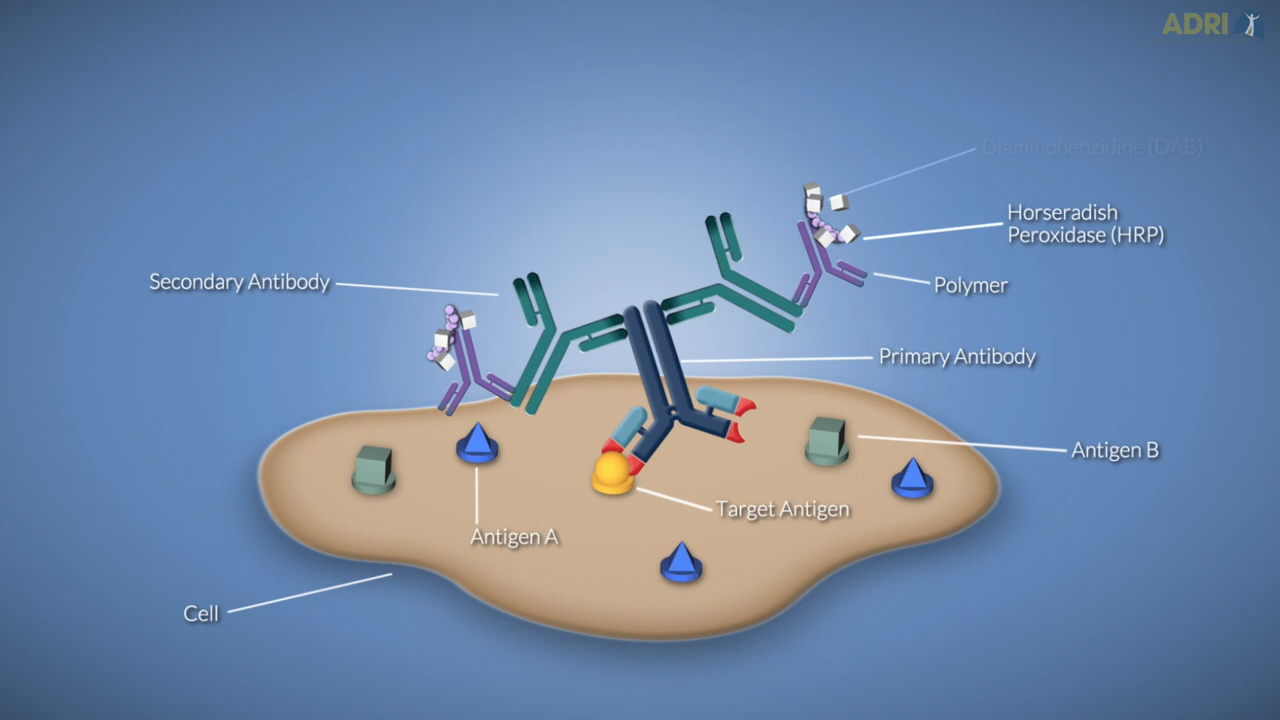 ADRI
Diaminobenzidine (DAB)
Horseradish
Peroxidase (HRP)
Secondary Antibody
Polymer
Primary Antibody
Antigen B
Target Antigen
Antigen A
Cell